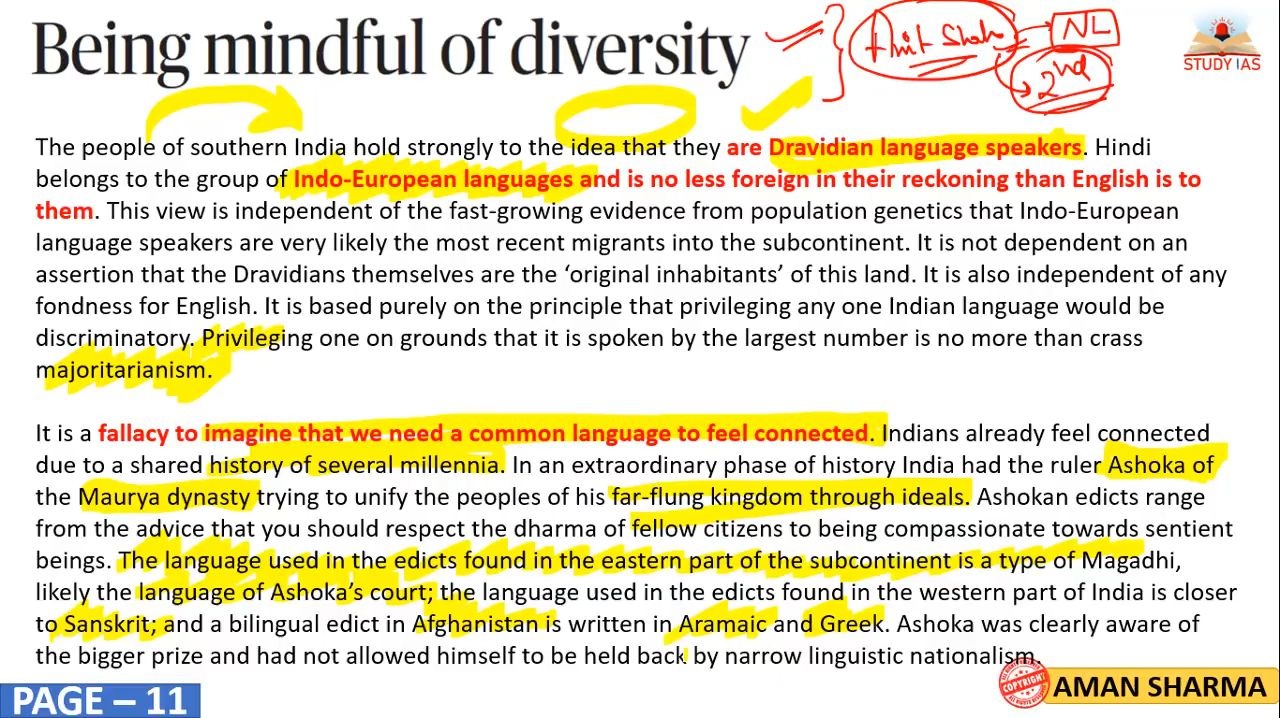 Being mindful of diversity
Amit Shah
NL
2nd
STUDY IAS
The people of southern India hold strongly to the idea that they are Dravidian language speakers. Hindi
belongs to the group of Indo-European languages and is no less foreign in their reckoning than English is to
them. This view is independent of the fast-growing evidence from population genetics that Indo-European
language speakers are very likely the most recent migrants into the subcontinent. It is not dependent on an
assertion that the Dravidians themselves are the ‘original inhabitants’ of this land. It is also independent of any
fondness for English. It is based purely on the principle that privileging any one Indian language would be
discriminatory. Privileging one on grounds that it is spoken by the largest number is no more than crass
majoritarianism.
It is a fallacy to imagine that we need a common language to feel connected. Indians already feel connected
due to a shared history of several millennia. In an extraordinary phase of history India had the ruler Ashoka of
the Maurya dynasty trying to unify the peoples of his far-flung kingdom through ideals. Ashokan edicts range
from the advice that you should respect the dharma of fellow citizens to being compassionate towards sentient
beings. The language used in the edicts found in the eastern part of the subcontinent is a type of Magadhi,
likely the language of Ashoka’s court; the language used in the edicts found in the western part of India is closer
to Sanskrit; and a bilingual edict in Afghanistan is written in Aramaic and Greek. Ashoka was clearly aware of
the bigger prize and had not allowed himself to be held back by narrow linguistic nationalism.
COPYRIGHT
AMAN SHARMA
PAGE – 11